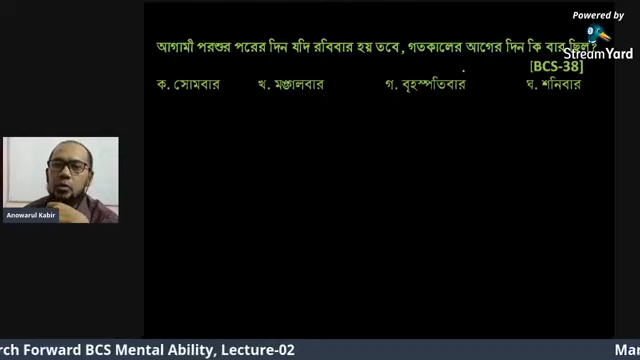 Powered by
StreamYard
আগামী পরশুর পরের দিন যদি রবিবার হয় তবে, গতকালের আগের দিন কি বার ছিল?
[BCS-38]
ক. সোমবার খ. মঙ্গলবার গ. বৃহস্পতিবার ঘ. শনিবার
Anowarul Kabir
rch Forward BCS Mental Ability, Lecture-02 Mar